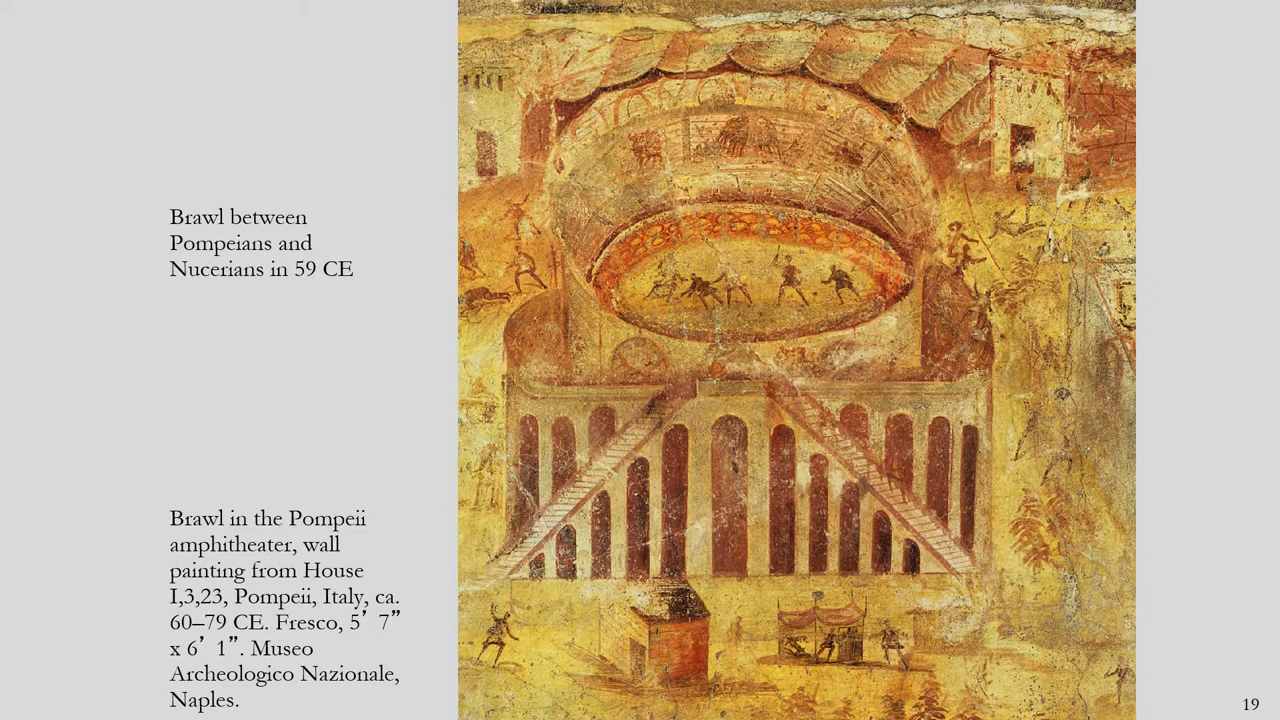 Brawl between
Pompeians and
Nucerians in 59 CE
Brawl in the Pompeii
amphitheater, wall
painting from House
I,3,23, Pompeii, Italy, ca.
60–79 CE. Fresco, 5’ 7”
x 6’ 1”. Museo
Archeologico Nazionale,
Naples.
19